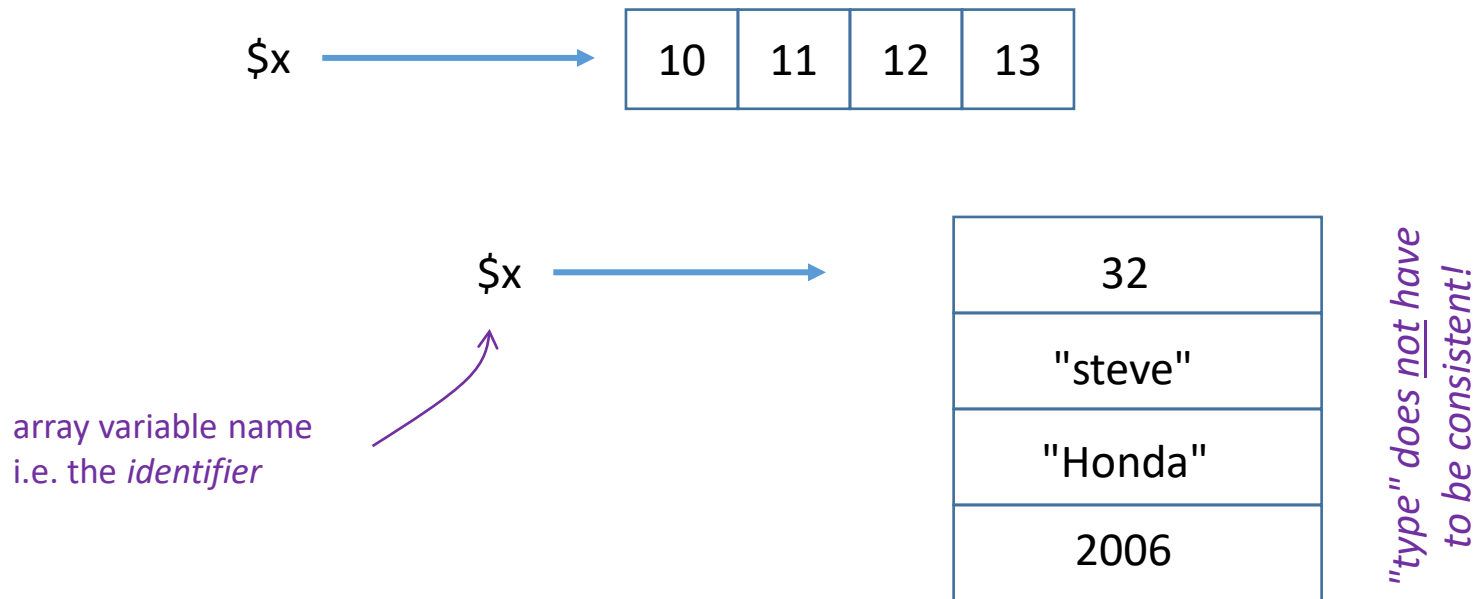 $x
10 11 12 13
$x
32
"steve"
"Honda"
2006
array variable name
i.e. the identifier
"type" does not have
to be consistent!